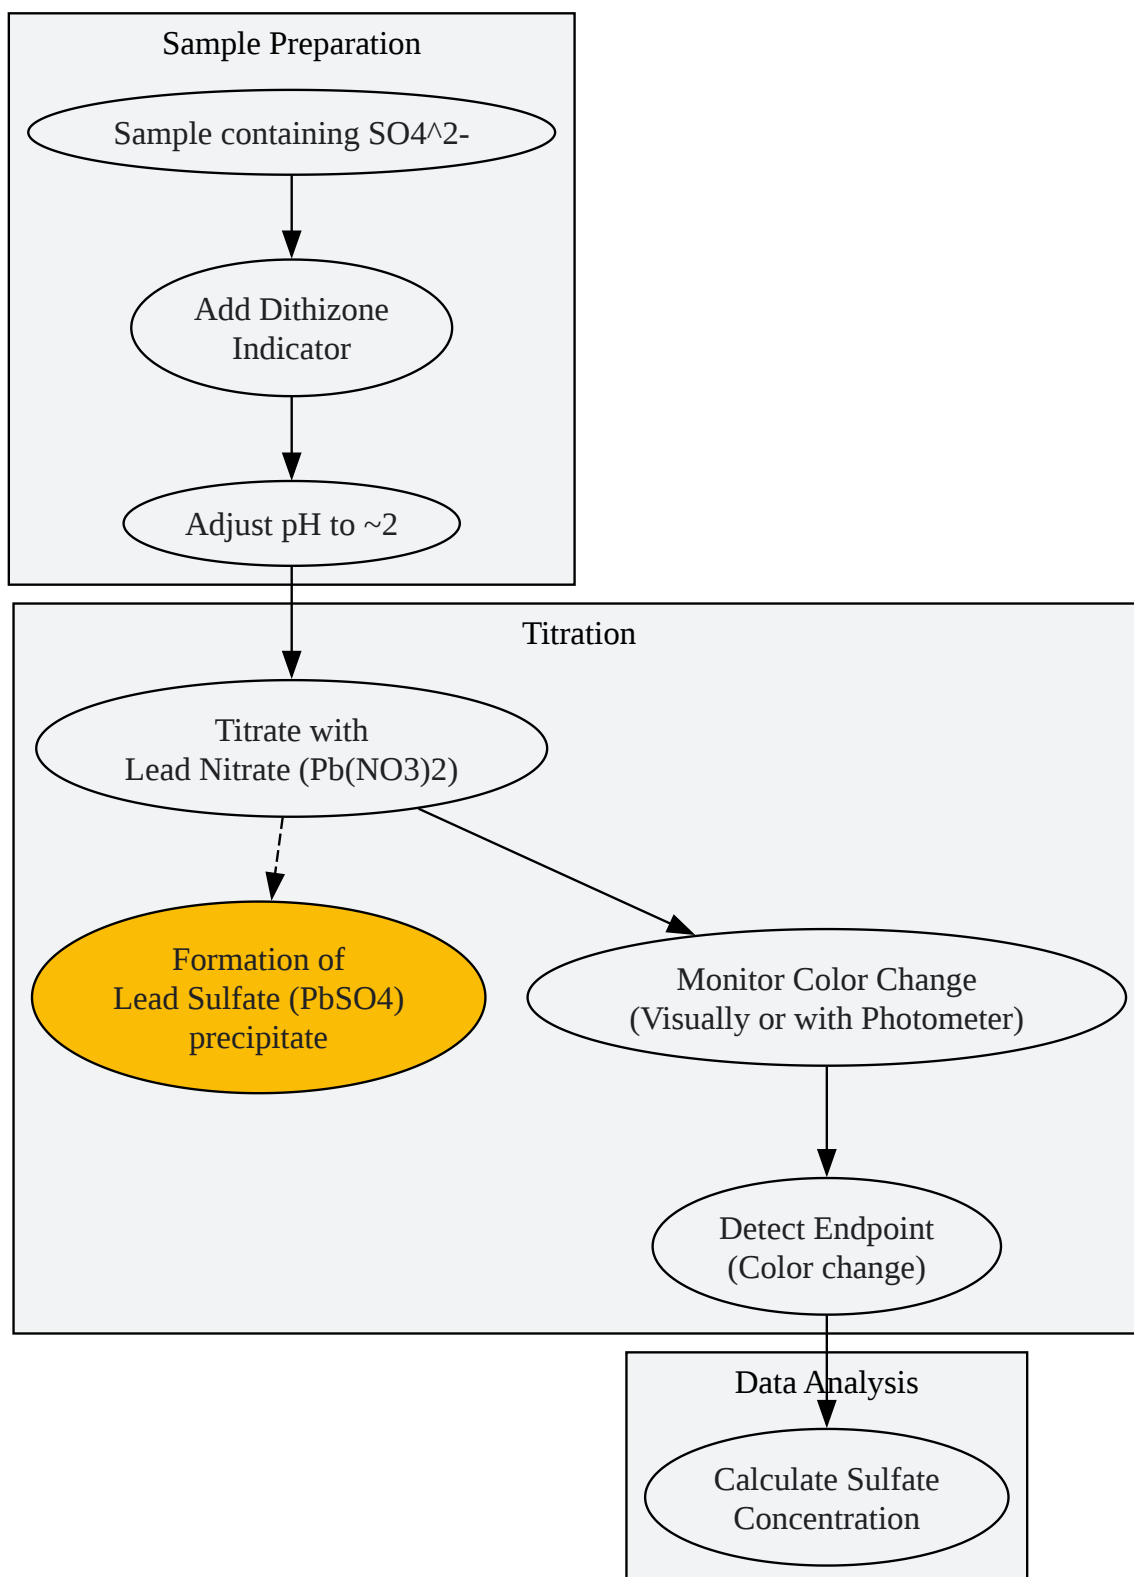 Sample Preparation
Sample containing SO4^2-
Add Dithizone
Indicator
Adjust pH to ~2
Titration
Titrate with
Lead Nitrate (Pb(NO3)2)
Formation of
Lead Sulfate (PbSO4)
precipitate
Monitor Color Change
(Visually or with Photometer)
Detect Endpoint
(Color change)
Data Analysis
Calculate Sulfate
Concentration